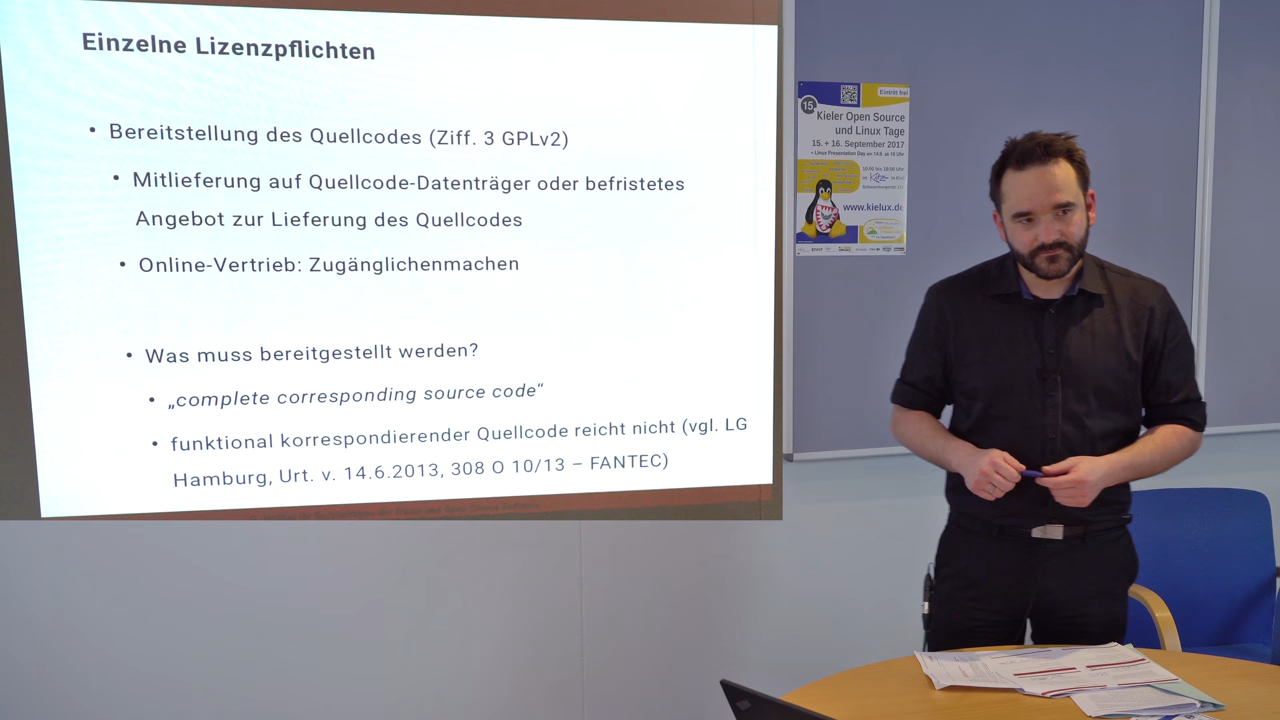 Einzelne Lizenzpflichten
• Bereitstellung des Quellcodes (Ziff. 3 GPLv2)
• Mitlieferung auf Quellcode-Datenträger oder befristetes
Angebot zur Lieferung des Quellcodes
• Online-Vertrieb: Zugänglichenmachen
• Was muss bereitgestellt werden?
• „complete corresponding source code“
• funktional korrespondierender Quellcode reicht nicht (vgl. LG
Hamburg, Urt. v. 14.6.2013, 308 O 10/13 – FANTEC)
Eintritt frei
15.
Kieler Open Source
und Linux Tage
15. + 16. September 2017
www.kielux.de